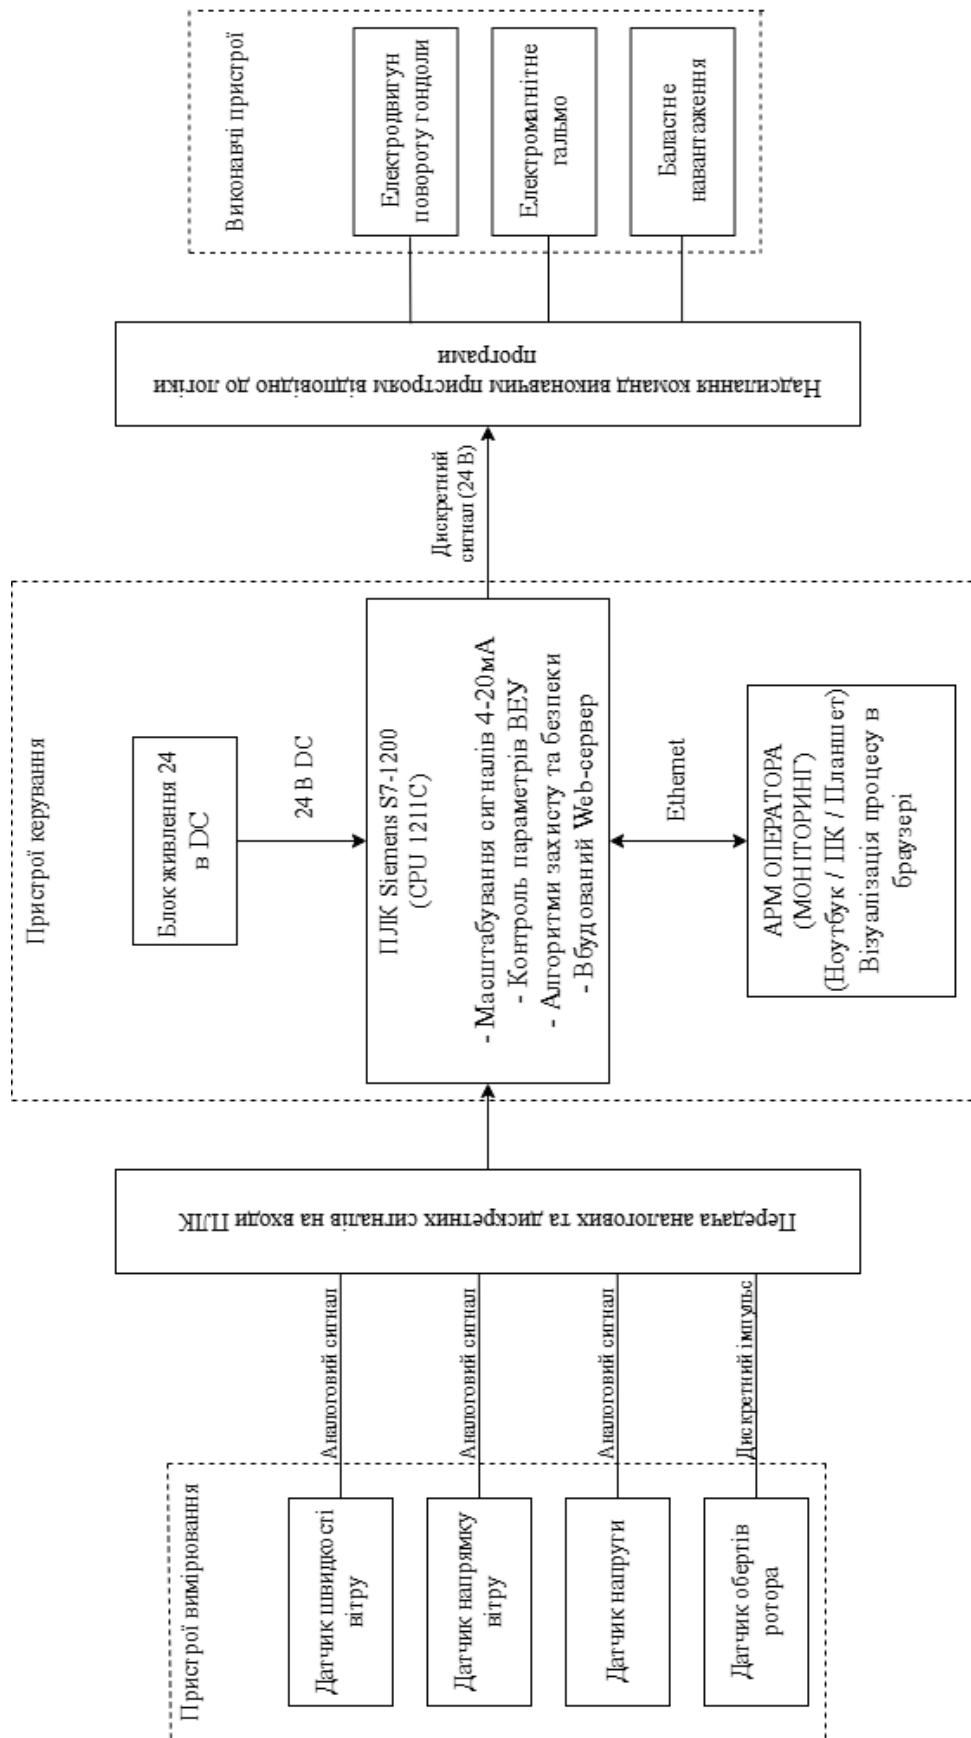 Пристрої вимірювання
Датчик швидкості
вітру
Датчик напрямку
вітру
Датчик напруги
Датчик обертів
ротора
Аналоговий сигнал
Аналоговий сигнал
Аналоговий сигнал
Дискретний імпульс
Передача аналогових та дискретних сигналів на входи ПЛК
Пристрої керування
Блок живлення 24
в DC
24 В DC
ПЛК Siemens S7-1200
(CPU 1211C)
- Масштабування сигналів 4-20мА
- Контроль параметрів ВЕУ
- Алгоритми захисту та безпеки
- Вбудований Web-сервер
Ethernet
АРМ ОПЕРАТОРА
(МОНІТОРИНГ)
(Ноутбук / ПК / Планшет)
Візуалізація процесу в
браузері
Дискретний
сигнал (24 В)
Надсилання команд виконавчим пристроям відповідно до логіки
програми
Виконавчі пристрої
Електродвигун
повороту гондоли
Електромагнітне
гальмо
Баластне
навантаження